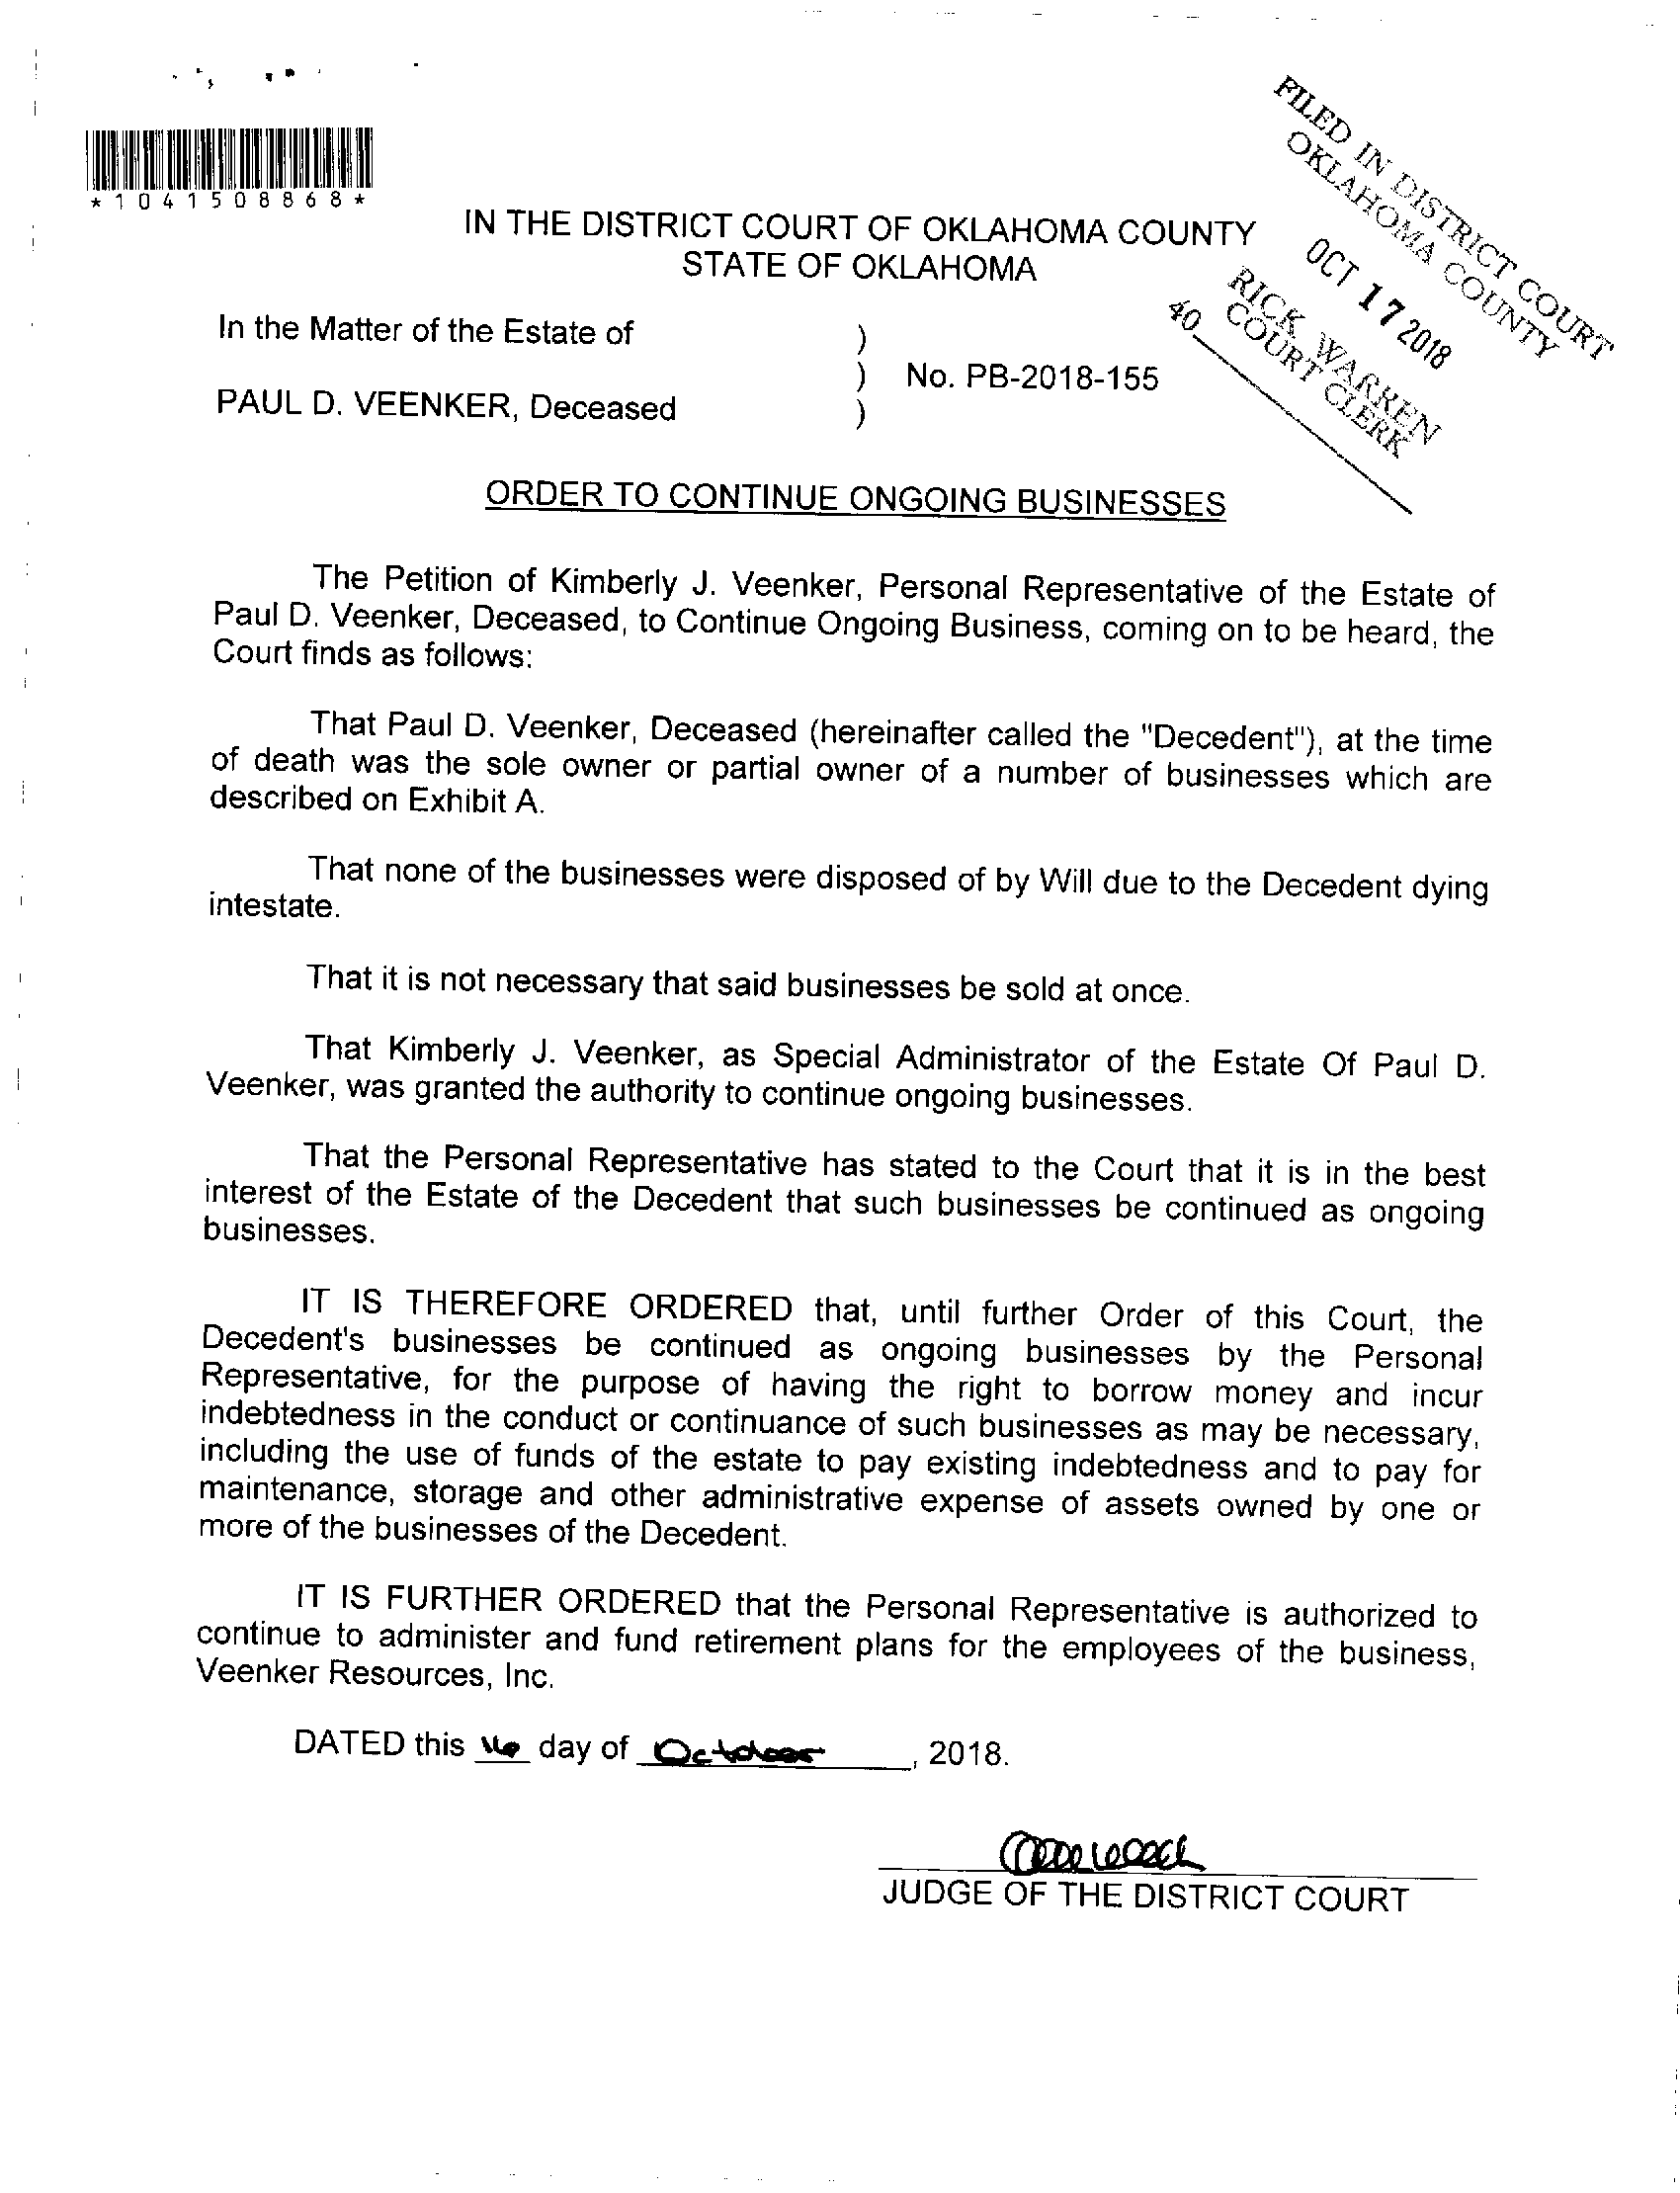 FILED IN DISTRICT COURT
OKLAHOMA COUNTY
OCT 17 2018
RICK WARREN
COURT CLERK
40
*1041508868*
IN THE DISTRICT COURT OF OKLAHOMA COUNTY
STATE OF OKLAHOMA
In the Matter of the Estate of )
) No. PB-2018-155
PAUL D. VEENKER, Deceased )
ORDER TO CONTINUE ONGOING BUSINESSES
The Petition of Kimberly J. Veenker, Personal Representative of the Estate of
Paul D. Veenker, Deceased, to Continue Ongoing Business, coming on to be heard, the
Court finds as follows:
That Paul D. Veenker, Deceased (hereinafter called the "Decedent"), at the time
of death was the sole owner or partial owner of a number of businesses which are
described on Exhibit A.
That none of the businesses were disposed of by Will due to the Decedent dying
intestate.
That it is not necessary that said businesses be sold at once.
That Kimberly J. Veenker, as Special Administrator of the Estate Of Paul D.
Veenker, was granted the authority to continue ongoing businesses.
That the Personal Representative has stated to the Court that it is in the best
interest of the Estate of the Decedent that such businesses be continued as ongoing
businesses.
IT IS THEREFORE ORDERED that, until further Order of this Court, the
Decedent's businesses be continued as ongoing businesses by the Personal
Representative, for the purpose of having the right to borrow money and incur
indebtedness in the conduct or continuance of such businesses as may be necessary,
including the use of funds of the estate to pay existing indebtedness and to pay for
maintenance, storage and other administrative expense of assets owned by one or
more of the businesses of the Decedent.
IT IS FURTHER ORDERED that the Personal Representative is authorized to
continue to administer and fund retirement plans for the employees of the business,
Veenker Resources, Inc.
DATED this 16 day of October, 2018.
JUDGE OF THE DISTRICT COURT